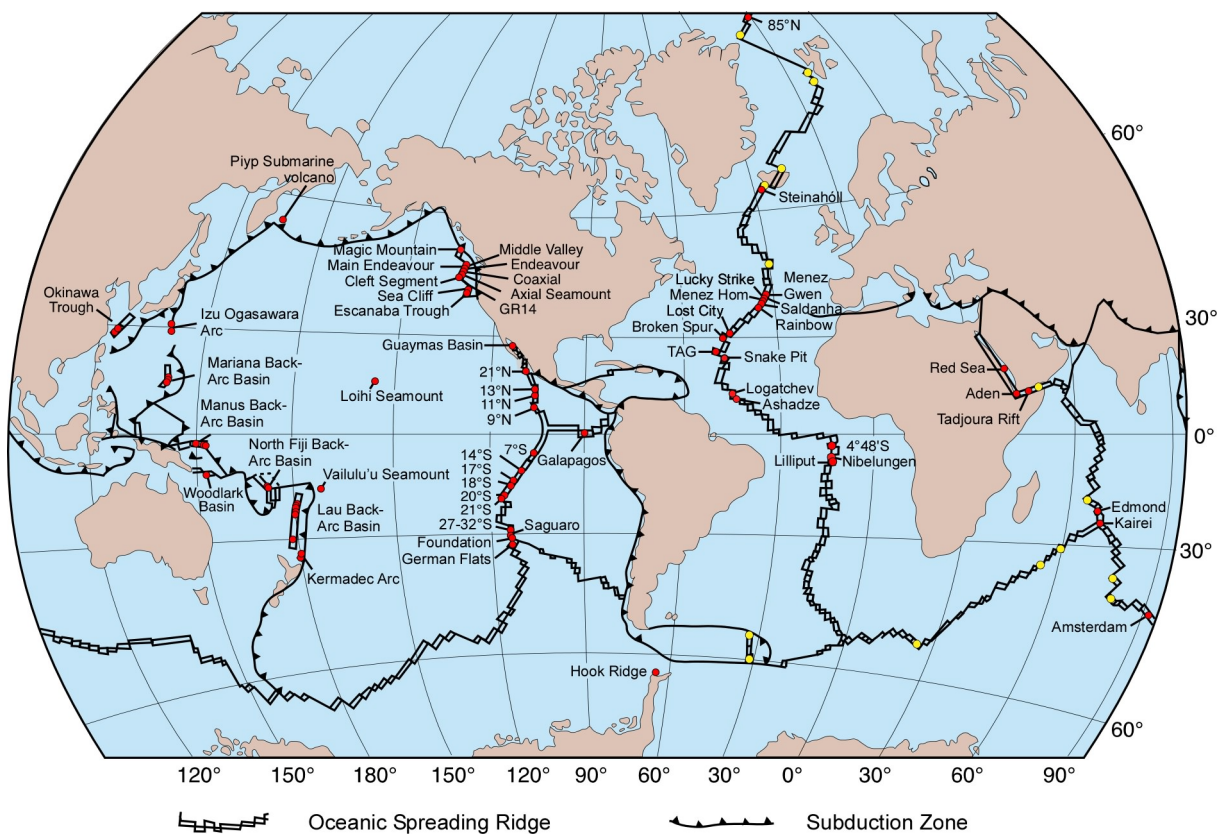 85°N
60°
Piyp Submarine
volcano
Steinahóll
Magic Mountain
Main Endeavour
Cleft Segment
Sea Cliff
Escanaba Trough
Middle Valley
Endeavour
Coaxial
Axial Seamount
GR14
Lucky Strike
Menez Hom
Lost City
Broken Spur
Menez
Gwen
Saldanha
Rainbow
Okinawa
Trough
Izu Ogasawara
Arc
30°
Guaymas Basin
TAG
Snake Pit
Red Sea
Aden
Tadjoura Rift
Mariana Back-
Arc Basin
Loihi Seamount
21°N
13°N
11°N
9°N
Logatchev
Ashadze
Manus Back-
Arc Basin
0°
North Fiji Back-
Arc Basin
Vailulu'u Seamount
7°S
14°S
17°S
18°S
20°S
21°S
27-32°S
Galapagos
4°48'S
Lilliput
Nibelungen
Woodlark
Basin
Lau Back-
Arc Basin
Saguaro
Foundation
German Flats
Edmond
Kairei
30°
Kermadec Arc
Amsterdam
Hook Ridge
60°
120° 150° 180° 150° 120° 90° 60° 30° 0° 30° 60° 90°
Oceanic Spreading Ridge
Subduction Zone